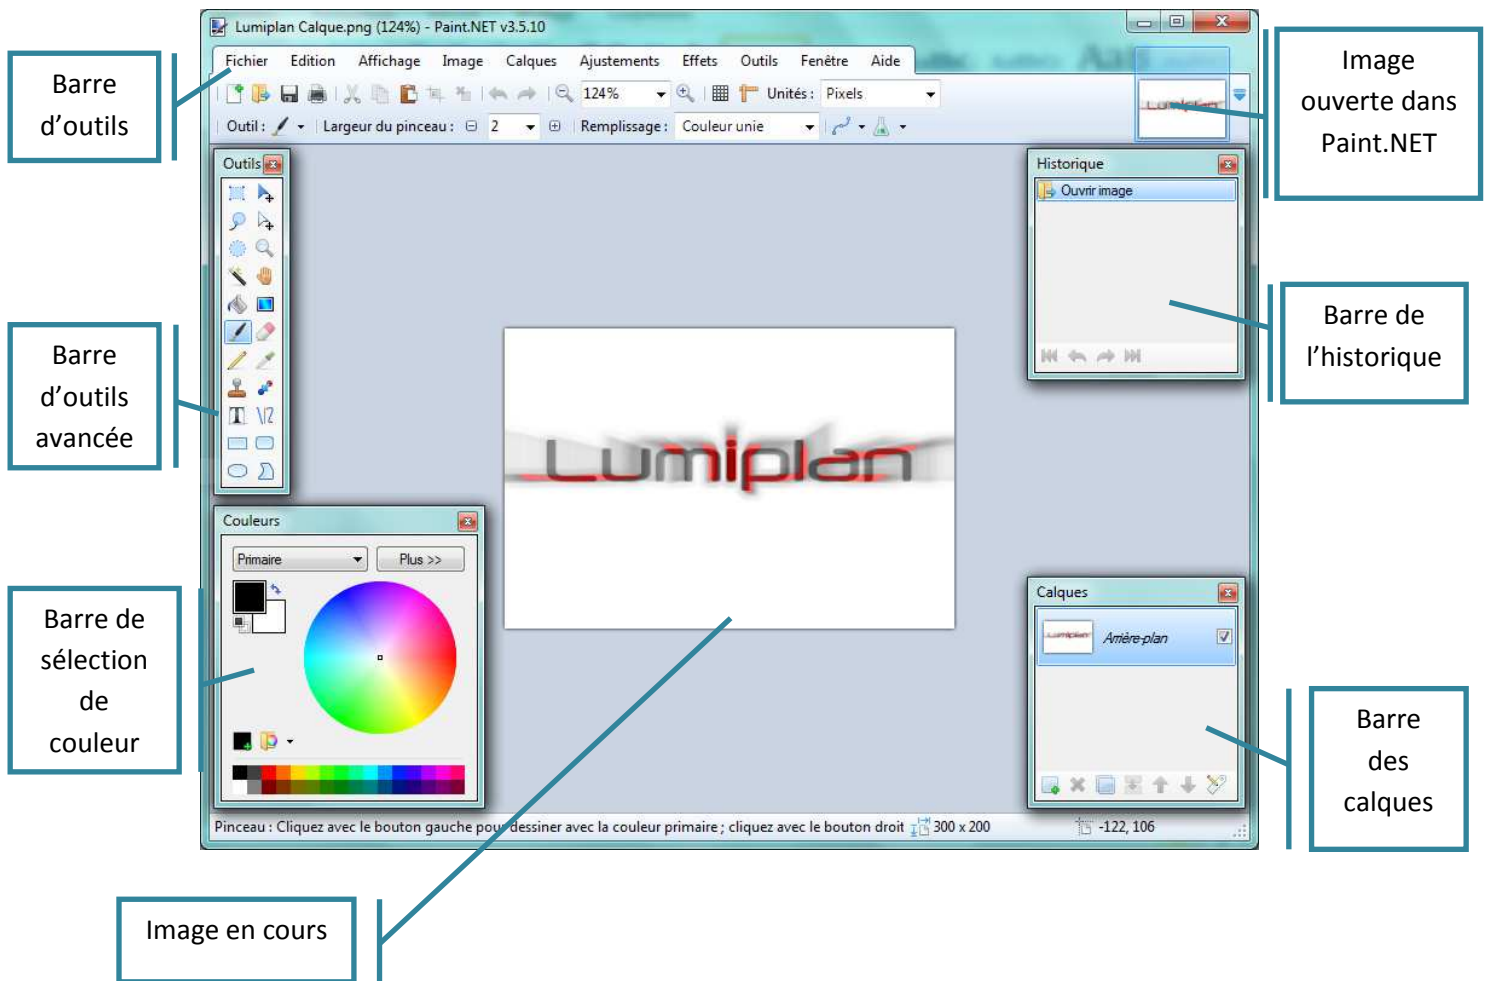 Lumiplan Calque.png (124%) - Paint.NET v3.5.10
Fichier Edition Affichage Image Calques Ajustements Effets Outils Fenêtre Aide
124% Unités : Pixels
Outil : Largeur du pinceau : 2 Remplissage : Couleur unie
Barre
d’outils
Image
ouverte dans
Paint.NET
Lumiplan
Outils
Historique
Ouvrir image
Barre
d’outils
avancée
Barre de
l’historique
Lumiplan
Couleurs
Primaire Plus >>
Barre de
sélection
de
couleur
Calques
Lumiplan
Arrière-plan
Barre
des
calques
Pinceau : Cliquez avec le bouton gauche pour dessiner avec la couleur primaire ; cliquez avec le bouton droit 300 x 200 -122, 106
Image en cours